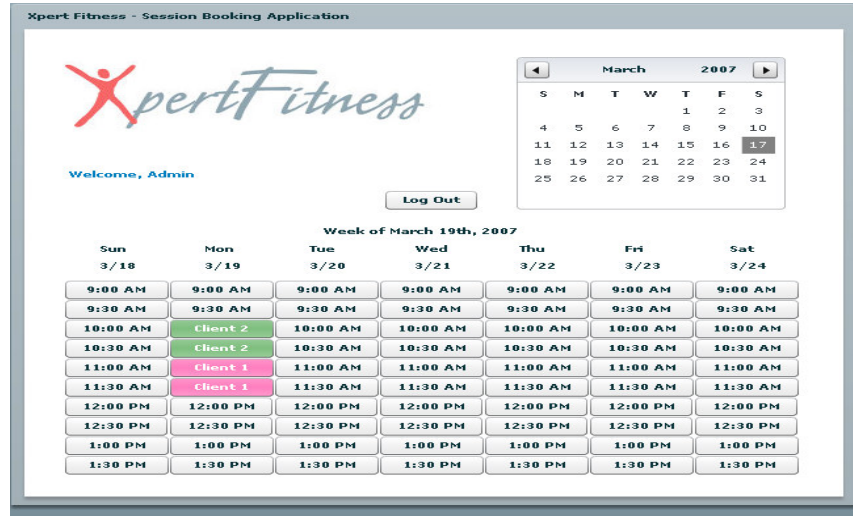 Xpert Fitness - Session Booking Application
XpertFitness
March 2007
S M T W T F S
1 2 3
4 5 6 7 8 9 10
11 12 13 14 15 16 17
18 19 20 21 22 23 24
25 26 27 28 29 30 31
Welcome, Admin
Log Out
Week of March 19th, 2007
Sun Mon Tue Wed Thu Fri Sat
3/18 3/19 3/20 3/21 3/22 3/23 3/24
9:00 AM 9:00 AM 9:00 AM 9:00 AM 9:00 AM 9:00 AM 9:00 AM
9:30 AM 9:30 AM 9:30 AM 9:30 AM 9:30 AM 9:30 AM 9:30 AM
10:00 AM Client 2 10:00 AM 10:00 AM 10:00 AM 10:00 AM 10:00 AM
10:30 AM Client 2 10:30 AM 10:30 AM 10:30 AM 10:30 AM 10:30 AM
11:00 AM Client 1 11:00 AM 11:00 AM 11:00 AM 11:00 AM 11:00 AM
11:30 AM Client 1 11:30 AM 11:30 AM 11:30 AM 11:30 AM 11:30 AM
12:00 PM 12:00 PM 12:00 PM 12:00 PM 12:00 PM 12:00 PM 12:00 PM
12:30 PM 12:30 PM 12:30 PM 12:30 PM 12:30 PM 12:30 PM 12:30 PM
1:00 PM 1:00 PM 1:00 PM 1:00 PM 1:00 PM 1:00 PM 1:00 PM
1:30 PM 1:30 PM 1:30 PM 1:30 PM 1:30 PM 1:30 PM 1:30 PM